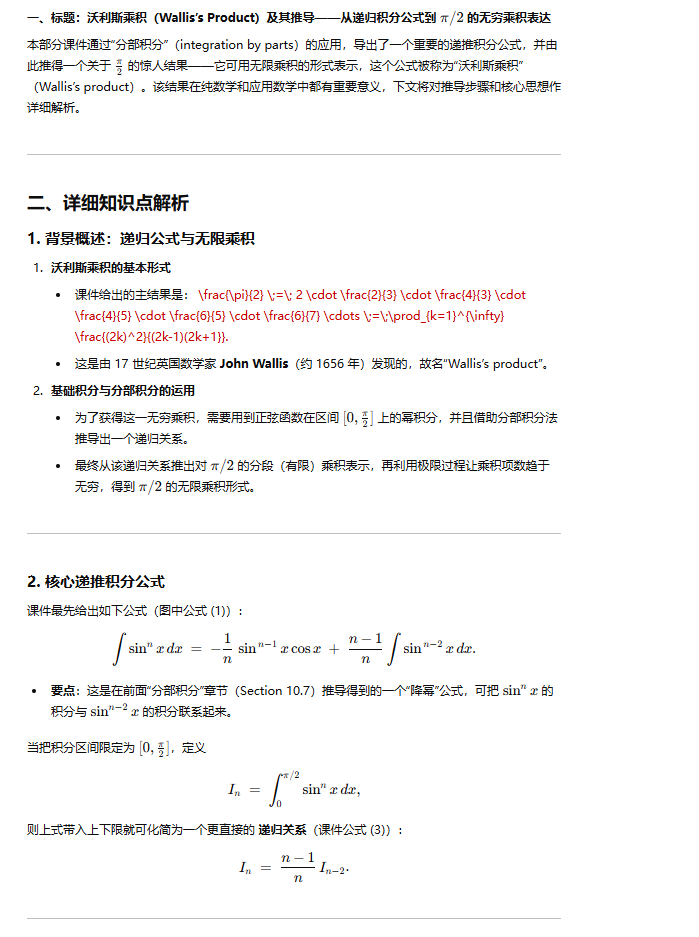 一、标题：沃利斯乘积（Wallis’s Product）及其推导——从递归积分公式到 π/2 的无穷乘积表达
本部分课件通过“分部积分”（integration by parts）的应用，导出了一个重要的递推积分公式，并由
此推得一个关于 π/2 的惊人结果——它可用无限乘积的形式表示，这个公式被称为“沃利斯乘积”
（Wallis’s product）。该结果在纯数学和应用数学中都有重要意义，下文将对推导步骤和核心思想作
详细解析。
二、详细知识点解析
1. 背景概述：递归公式与无限乘积
1. 沃利斯乘积的基本形式
• 课件给出的主结果是： \frac{\pi}{2} \;=\; 2 \cdot \frac{2}{3} \cdot \frac{4}{3} \cdot
\frac{4}{5} \cdot \frac{6}{5} \cdot \frac{6}{7} \cdots \;=\;\prod_{k=1}^{\infty}
\frac{(2k)^2}{(2k-1)(2k+1)}.
• 这是由 17 世纪英国数学家 John Wallis（约 1656 年）发现的，故名“Wallis’s product”。
2. 基础积分与分部积分的运用
• 为了获得这一无穷乘积，需要用到正弦函数在区间 [0, π/2] 上的幂积分，并且借助分部积分法
推导出一个递归关系。
• 最终从该递归关系推出对 π/2 的分段（有限）乘积表示，再利用极限过程让乘积项数趋于
无穷，得到 π/2 的无限乘积形式。
2. 核心递推积分公式
课件最先给出如下公式（图中公式 (1)）：
∫ sinⁿ x dx = −1/n sinⁿ⁻¹ x cos x + (n − 1)/n ∫ sinⁿ⁻² x dx.
• 要点：这是在前面“分部积分”章节（Section 10.7）推导得到的一个“降幂”公式，可把 sinⁿ x 的
积分与 sinⁿ⁻² x 的积分联系起来。
当把积分区间限定为 [0, π/2]，定义
Iₙ = ∫₀^{π/2} sinⁿ x dx,
则上式带入上下限就可化简为一个更直接的 递归关系（课件公式 (3)）：
Iₙ = (n − 1)/n Iₙ₋₂.